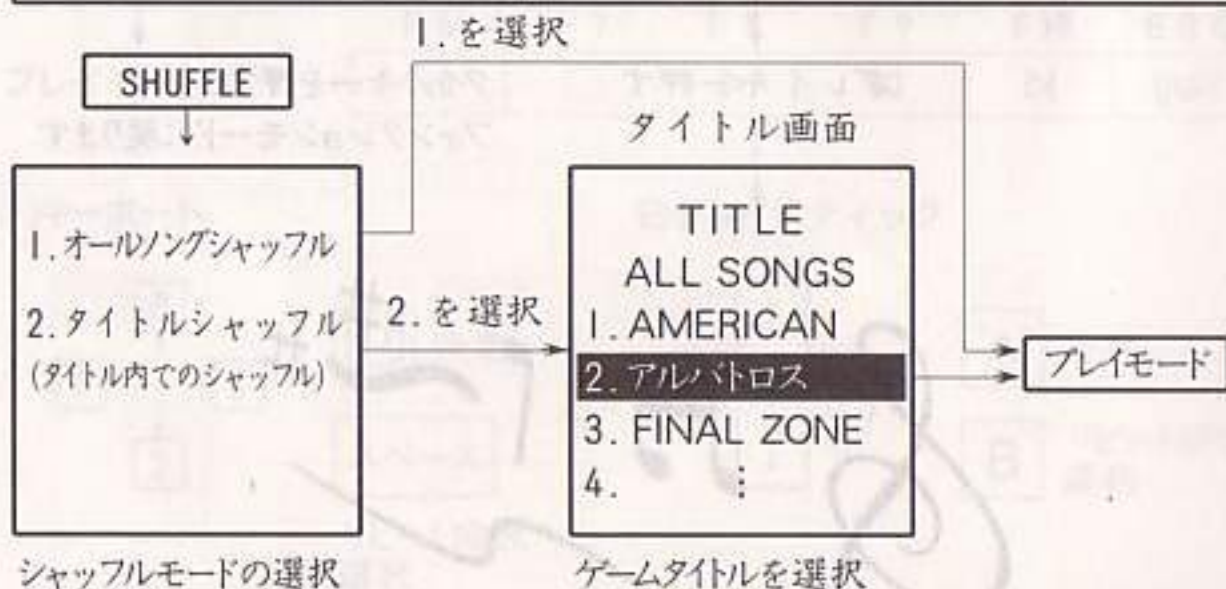 1.を選択
SHUFFLE
タイトル画面
1.オールノングシャッフル
2.タイトルシャッフル
(タイトル内でのシャッフル)
2.を選択
TITLE
ALL SONGS
1. AMERICAN
2. アルバトロス
3. FINAL ZONE
4. ⋮
プレイモード
シャッフルモードの選択
ゲームタイトルを選択